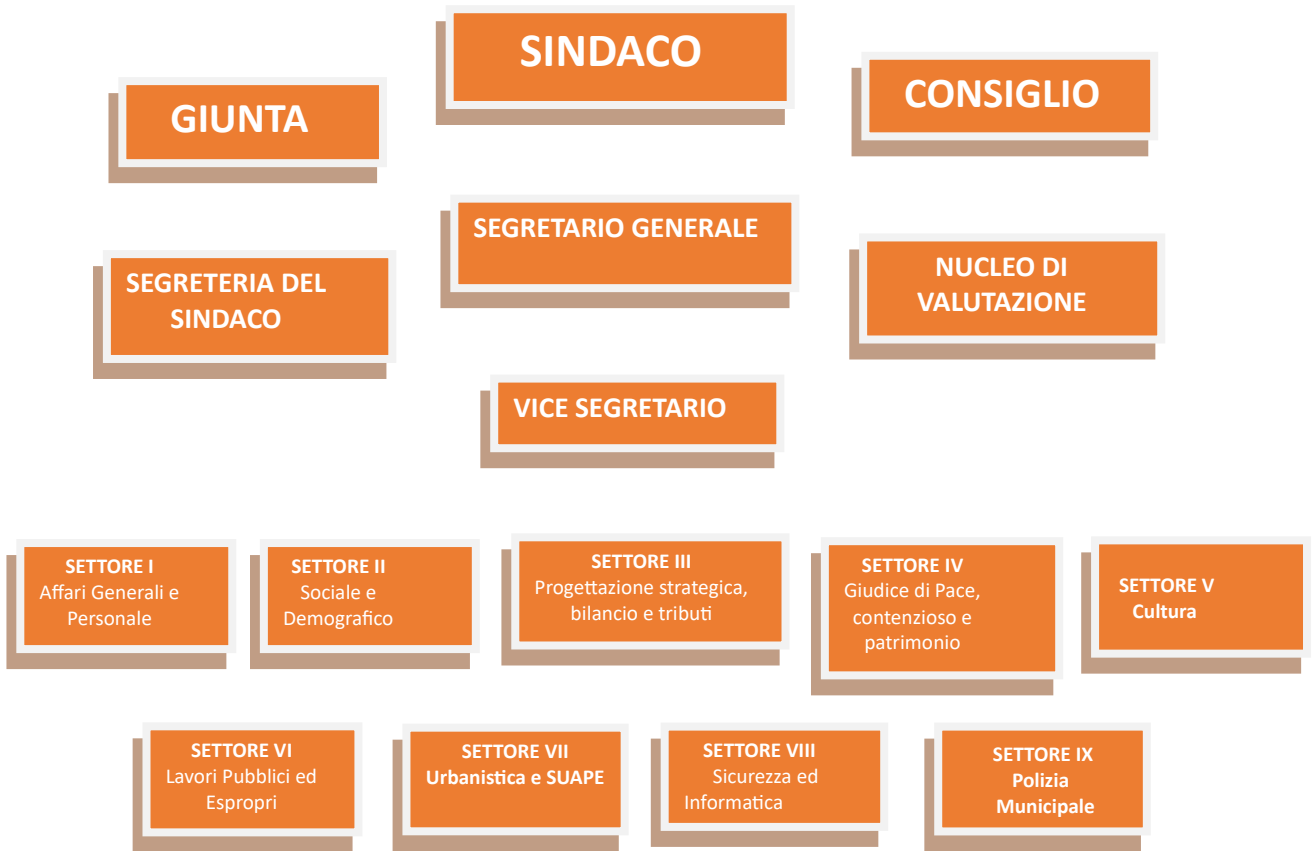 SINDACO
GIUNTA
CONSIGLIO
SEGRETARIO GENERALE
SEGRETERIA DEL
SINDACO
NUCLEO DI
VALUTAZIONE
VICE SEGRETARIO
SETTORE I
Affari Generali e
Personale
SETTORE II
Sociale e
Demografico
SETTORE III
Progettazione strategica,
bilancio e tributi
SETTORE IV
Giudice di Pace,
contenzioso e
patrimonio
SETTORE V
Cultura
SETTORE VI
Lavori Pubblici ed
Espropri
SETTORE VII
Urbanistica e SUAPE
SETTORE VIII
Sicurezza ed
Informatica
SETTORE IX
Polizia
Municipale